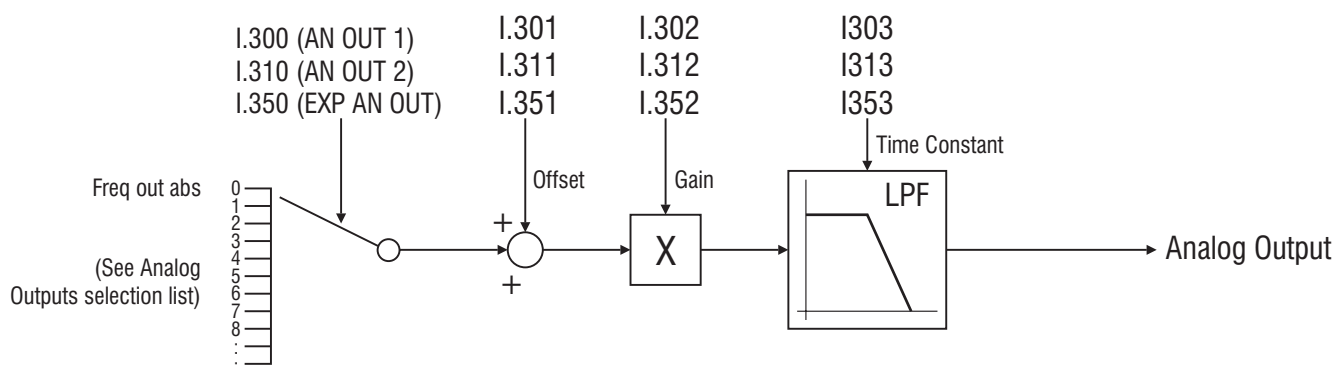 I.300 (AN OUT 1)
I.310 (AN OUT 2)
I.350 (EXP AN OUT)
I.301
I.311
I.351
I.302
I.312
I.352
I303
I313
I353
Time Constant
Freq out abs
(See Analog
Outputs selection list)
0
1
2
3
4
5
6
7
8
.
.
.
Offset
+
+
Gain
X
LPF
Analog Output